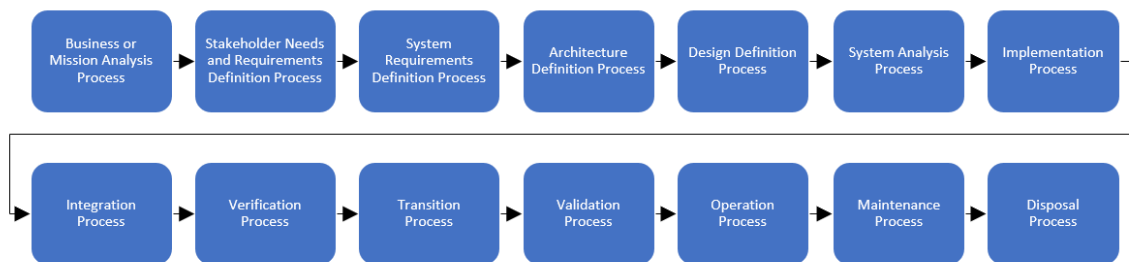 Business or
Mission Analysis
Process
Stakeholder Needs
and Requirements
Definition Process
System
Requirements
Definition Process
Architecture
Definition Process
Design Definition
Process
System Analysis
Process
Implementation
Process
Integration
Process
Verification
Process
Transition
Process
Validation
Process
Operation
Process
Maintenance
Process
Disposal
Process